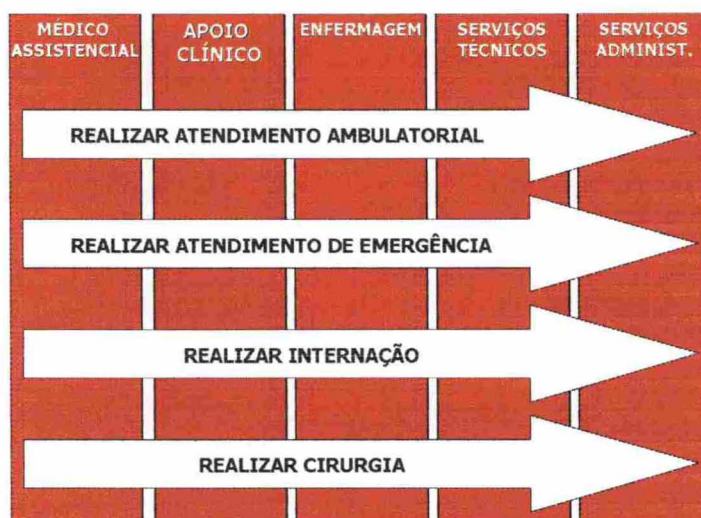 MÉDICO
ASSISTENCIAL
APOIO
CLÍNICO
ENFERMAGEM
SERVIÇOS
TÉCNICOS
SERVIÇOS
ADMINIST.
REALIZAR ATENDIMENTO AMBULATORIAL
REALIZAR ATENDIMENTO DE EMERGÊNCIA
REALIZAR INTERNAÇÃO
REALIZAR CIRURGIA